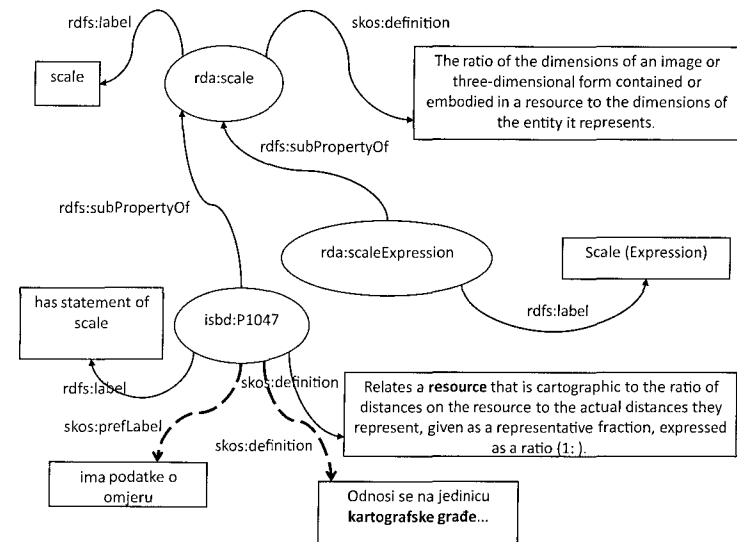 rdfs:label
skos:definition
scale
rda:scale
The ratio of the dimensions of an image or
three-dimensional form contained or
embodied in a resource to the dimensions of
the entity it represents.
rdfs:subPropertyOf
rdfs:subPropertyOf
rda:scaleExpression
Scale (Expression)
rdfs:label
has statement of
scale
isbd:P1047
rdfs:label
skos:definition
Relates a resource that is cartographic to the ratio of
distances on the resource to the actual distances they
represent, given as a representative fraction, expressed
as a ratio (1: ).
skos:prefLabel
skos:definition
ima podatke o
omjeru
Odnosi se na jedinicu
kartografske građe...